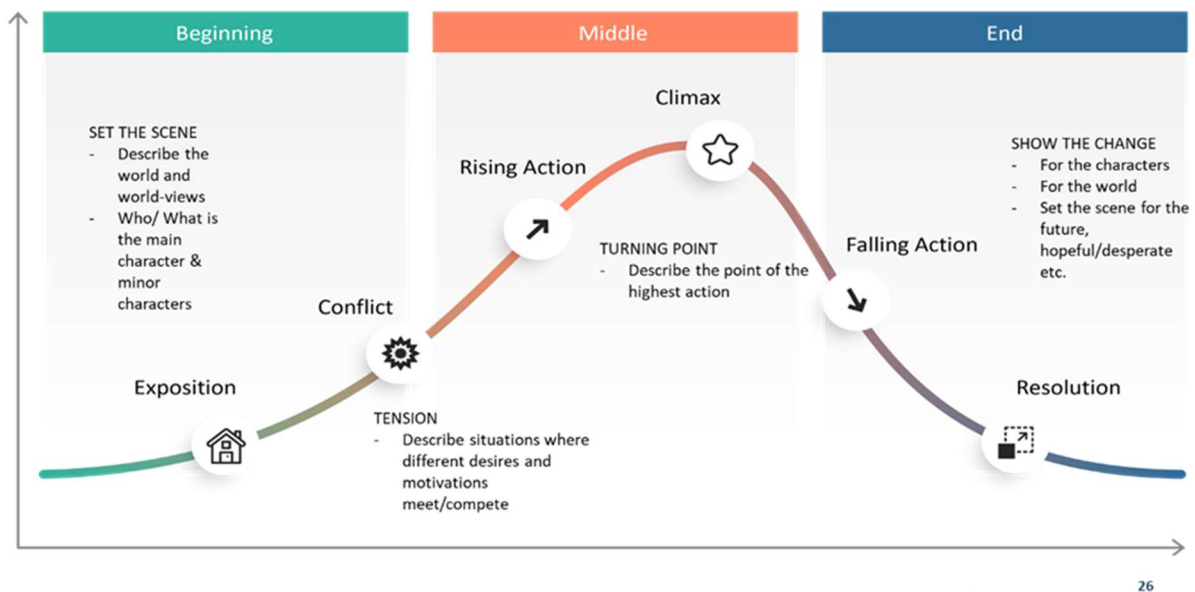 Beginning
Middle
End
SET THE SCENE
- Describe the
world and
world-views
- Who/ What is
the main
character &
minor
characters
Exposition
Conflict
TENSION
- Describe situations where
different desires and
motivations
meet/compete
Rising Action
Climax
TURNING POINT
- Describe the point of the
highest action
Falling Action
SHOW THE CHANGE
- For the characters
- For the world
- Set the scene for the
future,
hopeful/desperate
etc.
Resolution
26